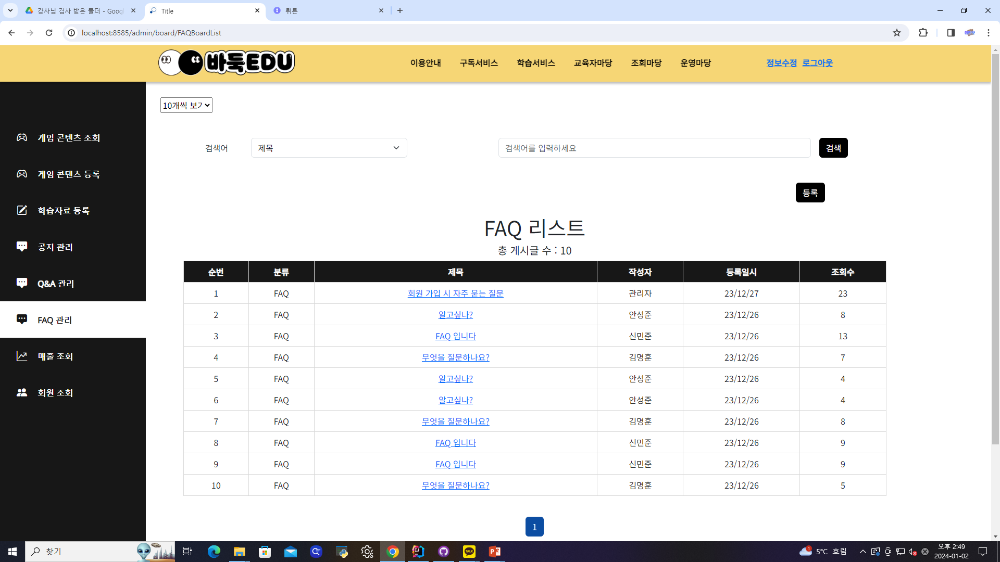 강사님 검사 받은 폴더 - Goog
Title
뤼튼
localhost:8585/admin/board/FAQBoardList
바둑EDU
이용안내 구독서비스 학습서비스 교육자마당 조회마당 운영마당 정보수정 로그아웃
10개씩 보기
게임 콘텐츠 조회
게임 콘텐츠 등록
학습자료 등록
공지 관리
Q&A 관리
FAQ 관리
매출 조회
회원 조회
검색어 제목 검색어를 입력하세요 검색
등록
FAQ 리스트
총 게시글 수 : 10
순번 분류 제목 작성자 등록일시 조회수
1 FAQ 회원 가입 시 자주 묻는 질문 관리자 23/12/27 23
2 FAQ 알고싶나? 안성준 23/12/26 8
3 FAQ FAQ 입니다 신민준 23/12/26 13
4 FAQ 무엇을 질문하나요? 김명훈 23/12/26 7
5 FAQ 알고싶나? 안성준 23/12/26 4
6 FAQ 알고싶나? 안성준 23/12/26 4
7 FAQ 무엇을 질문하나요? 김명훈 23/12/26 8
8 FAQ FAQ 입니다 신민준 23/12/26 9
9 FAQ FAQ 입니다 신민준 23/12/26 9
10 FAQ 무엇을 질문하나요? 김명훈 23/12/26 5
1
찾기
TALK
1
5°C 흐림
오후 2:49
2024-01-02